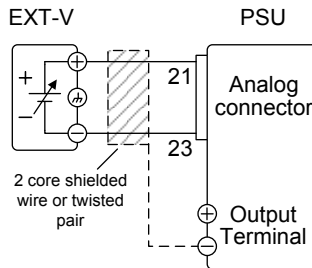 EXT-V
PSU
+
−
+
−
21
23
Analog
connector
2 core shielded
wire or twisted
pair
+
−
Output
Terminal